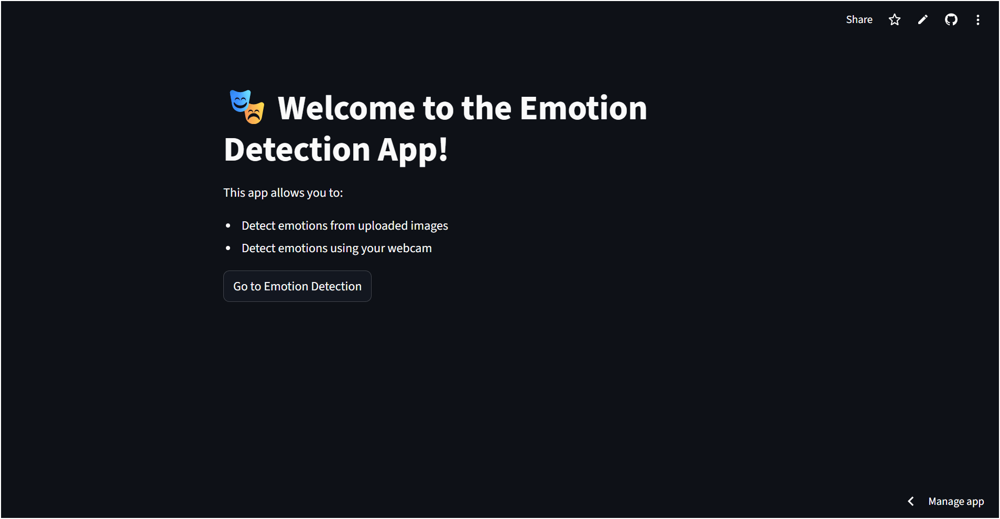 Share
Welcome to the Emotion
Detection App!
This app allows you to:
Detect emotions from uploaded images
Detect emotions using your webcam
Go to Emotion Detection
Manage app